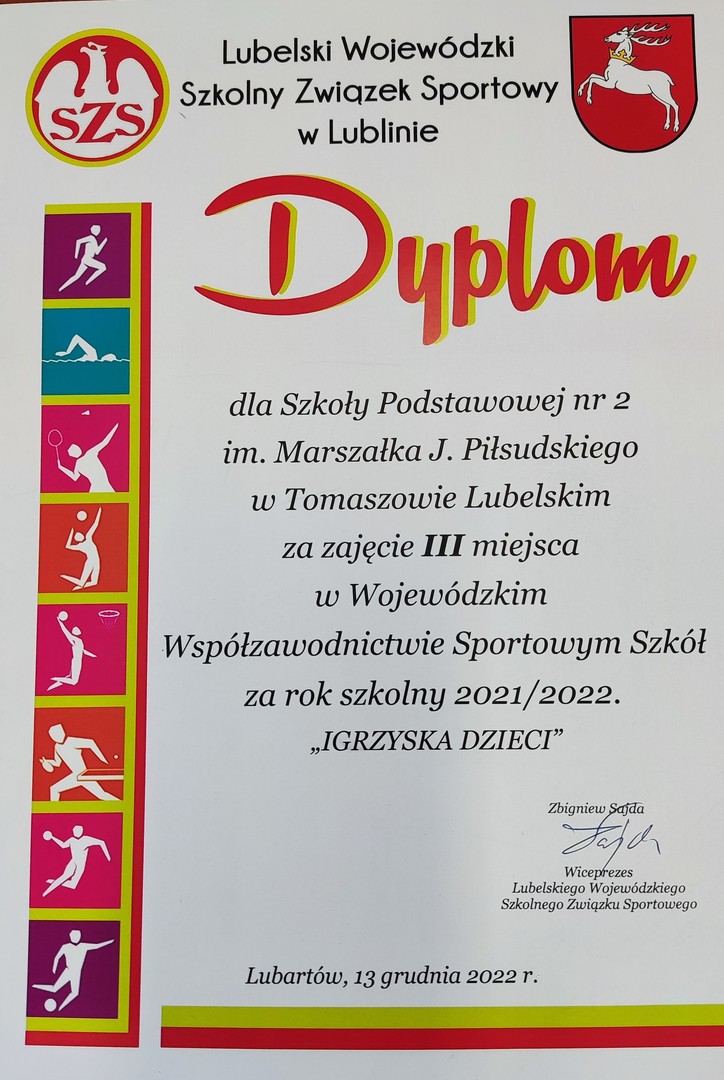 SZS
Lubelski Wojewódzki
Szkolny Związek Sportowy
w Lublinie
Dyplom
dla Szkoły Podstawowej nr 2
im. Marszałka J. Piłsudskiego
w Tomaszowie Lubelskim
za zajęcie III miejsca
w Wojewódzkim
Współzawodnictwie Sportowym Szkół
za rok szkolny 2021/2022.
„IGRZYSKA DZIECI”
Zbigniew Sajda
Sajda
Wiceprezes
Lubelskiego Wojewódzkiego
Szkolnego Związku Sportowego
Lubartów, 13 grudnia 2022 r.